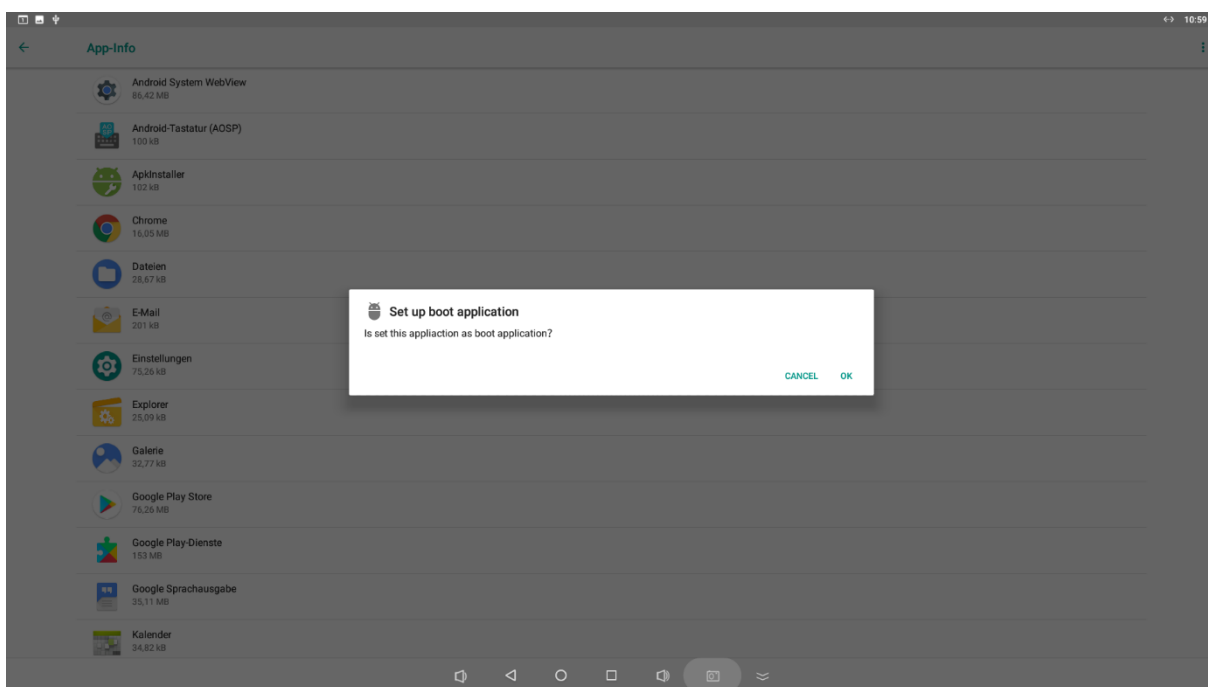 10:59
App-Info
Android System WebView
86,42 MB
Android-Tastatur (AOSP)
100 kB
ApkInstaller
102 kB
Chrome
16,05 MB
Dateien
28,67 kB
E-Mail
201 kB
Einstellungen
75,26 kB
Explorer
25,09 kB
Galerie
32,77 kB
Google Play Store
76,26 MB
Google Play-Dienste
153 MB
Google Sprachausgabe
35,11 MB
Kalender
34,82 kB
Set up boot application
Is set this appliaction as boot application?
CANCEL OK